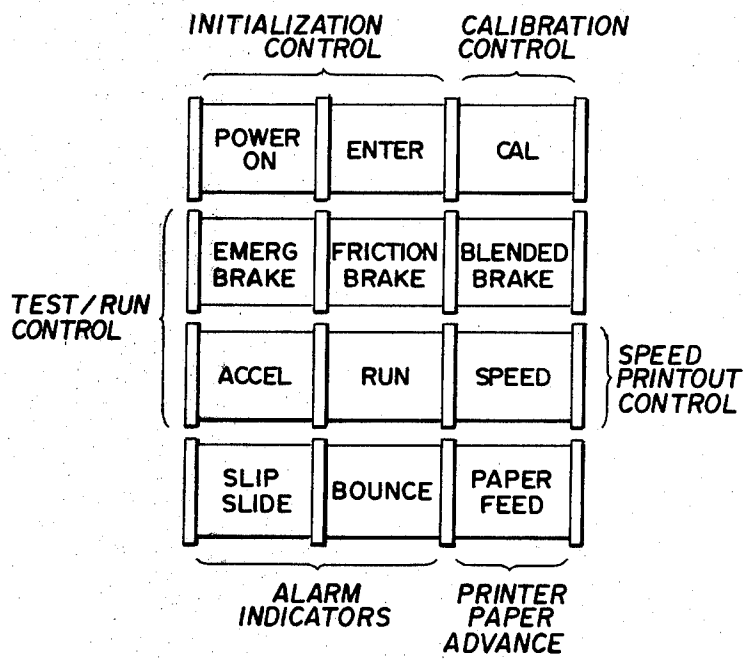 INITIALIZATION
CONTROL
CALIBRATION
CONTROL
POWER
ON
ENTER
CAL
TEST/RUN
CONTROL
EMERG
BRAKE
FRICTION
BRAKE
BLENDED
BRAKE
ACCEL
RUN
SPEED
SPEED
PRINTOUT
CONTROL
SLIP
SLIDE
BOUNCE
PAPER
FEED
ALARM
INDICATORS
PRINTER
PAPER
ADVANCE